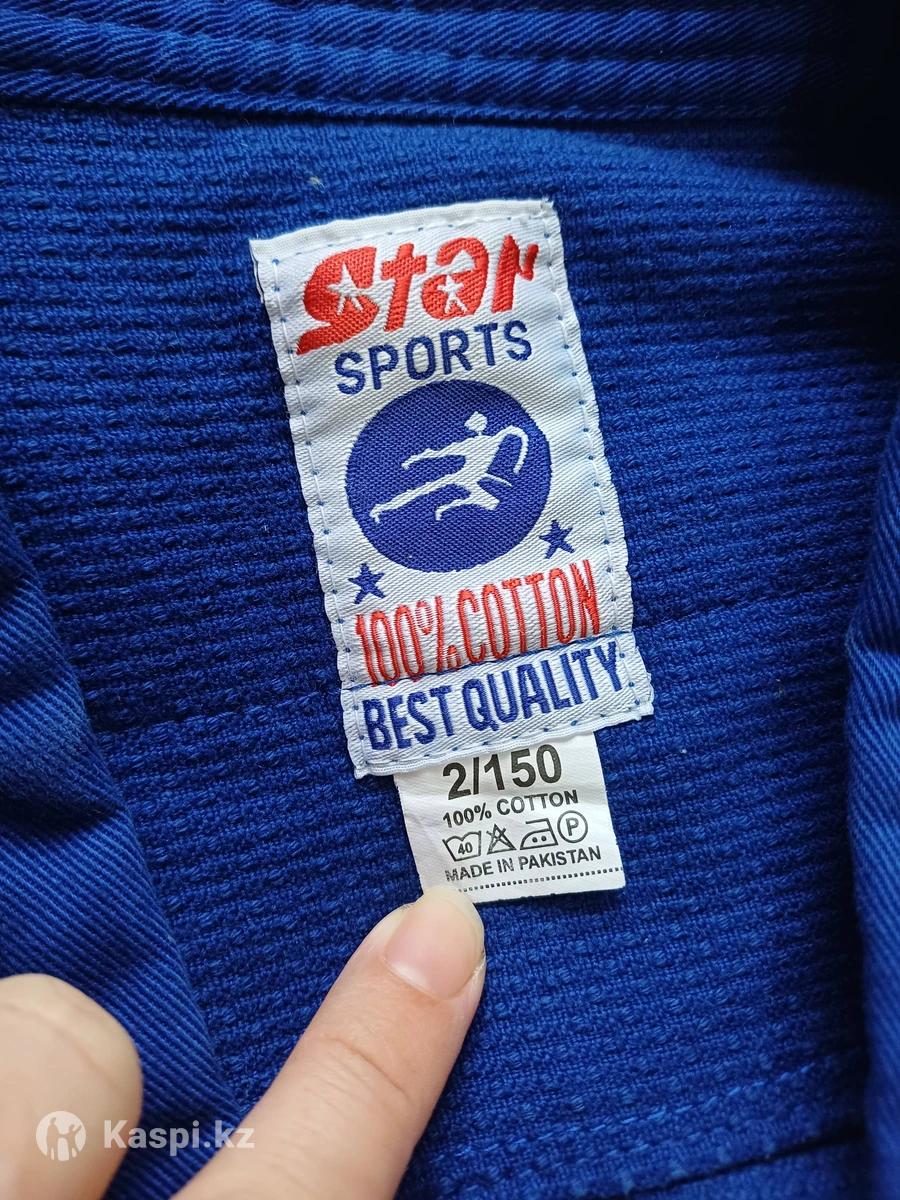 Star
SPORTS
100% COTTON
BEST QUALITY
2/150
100% COTTON
40 P
MADE IN PAKISTAN
Kaspi.kz